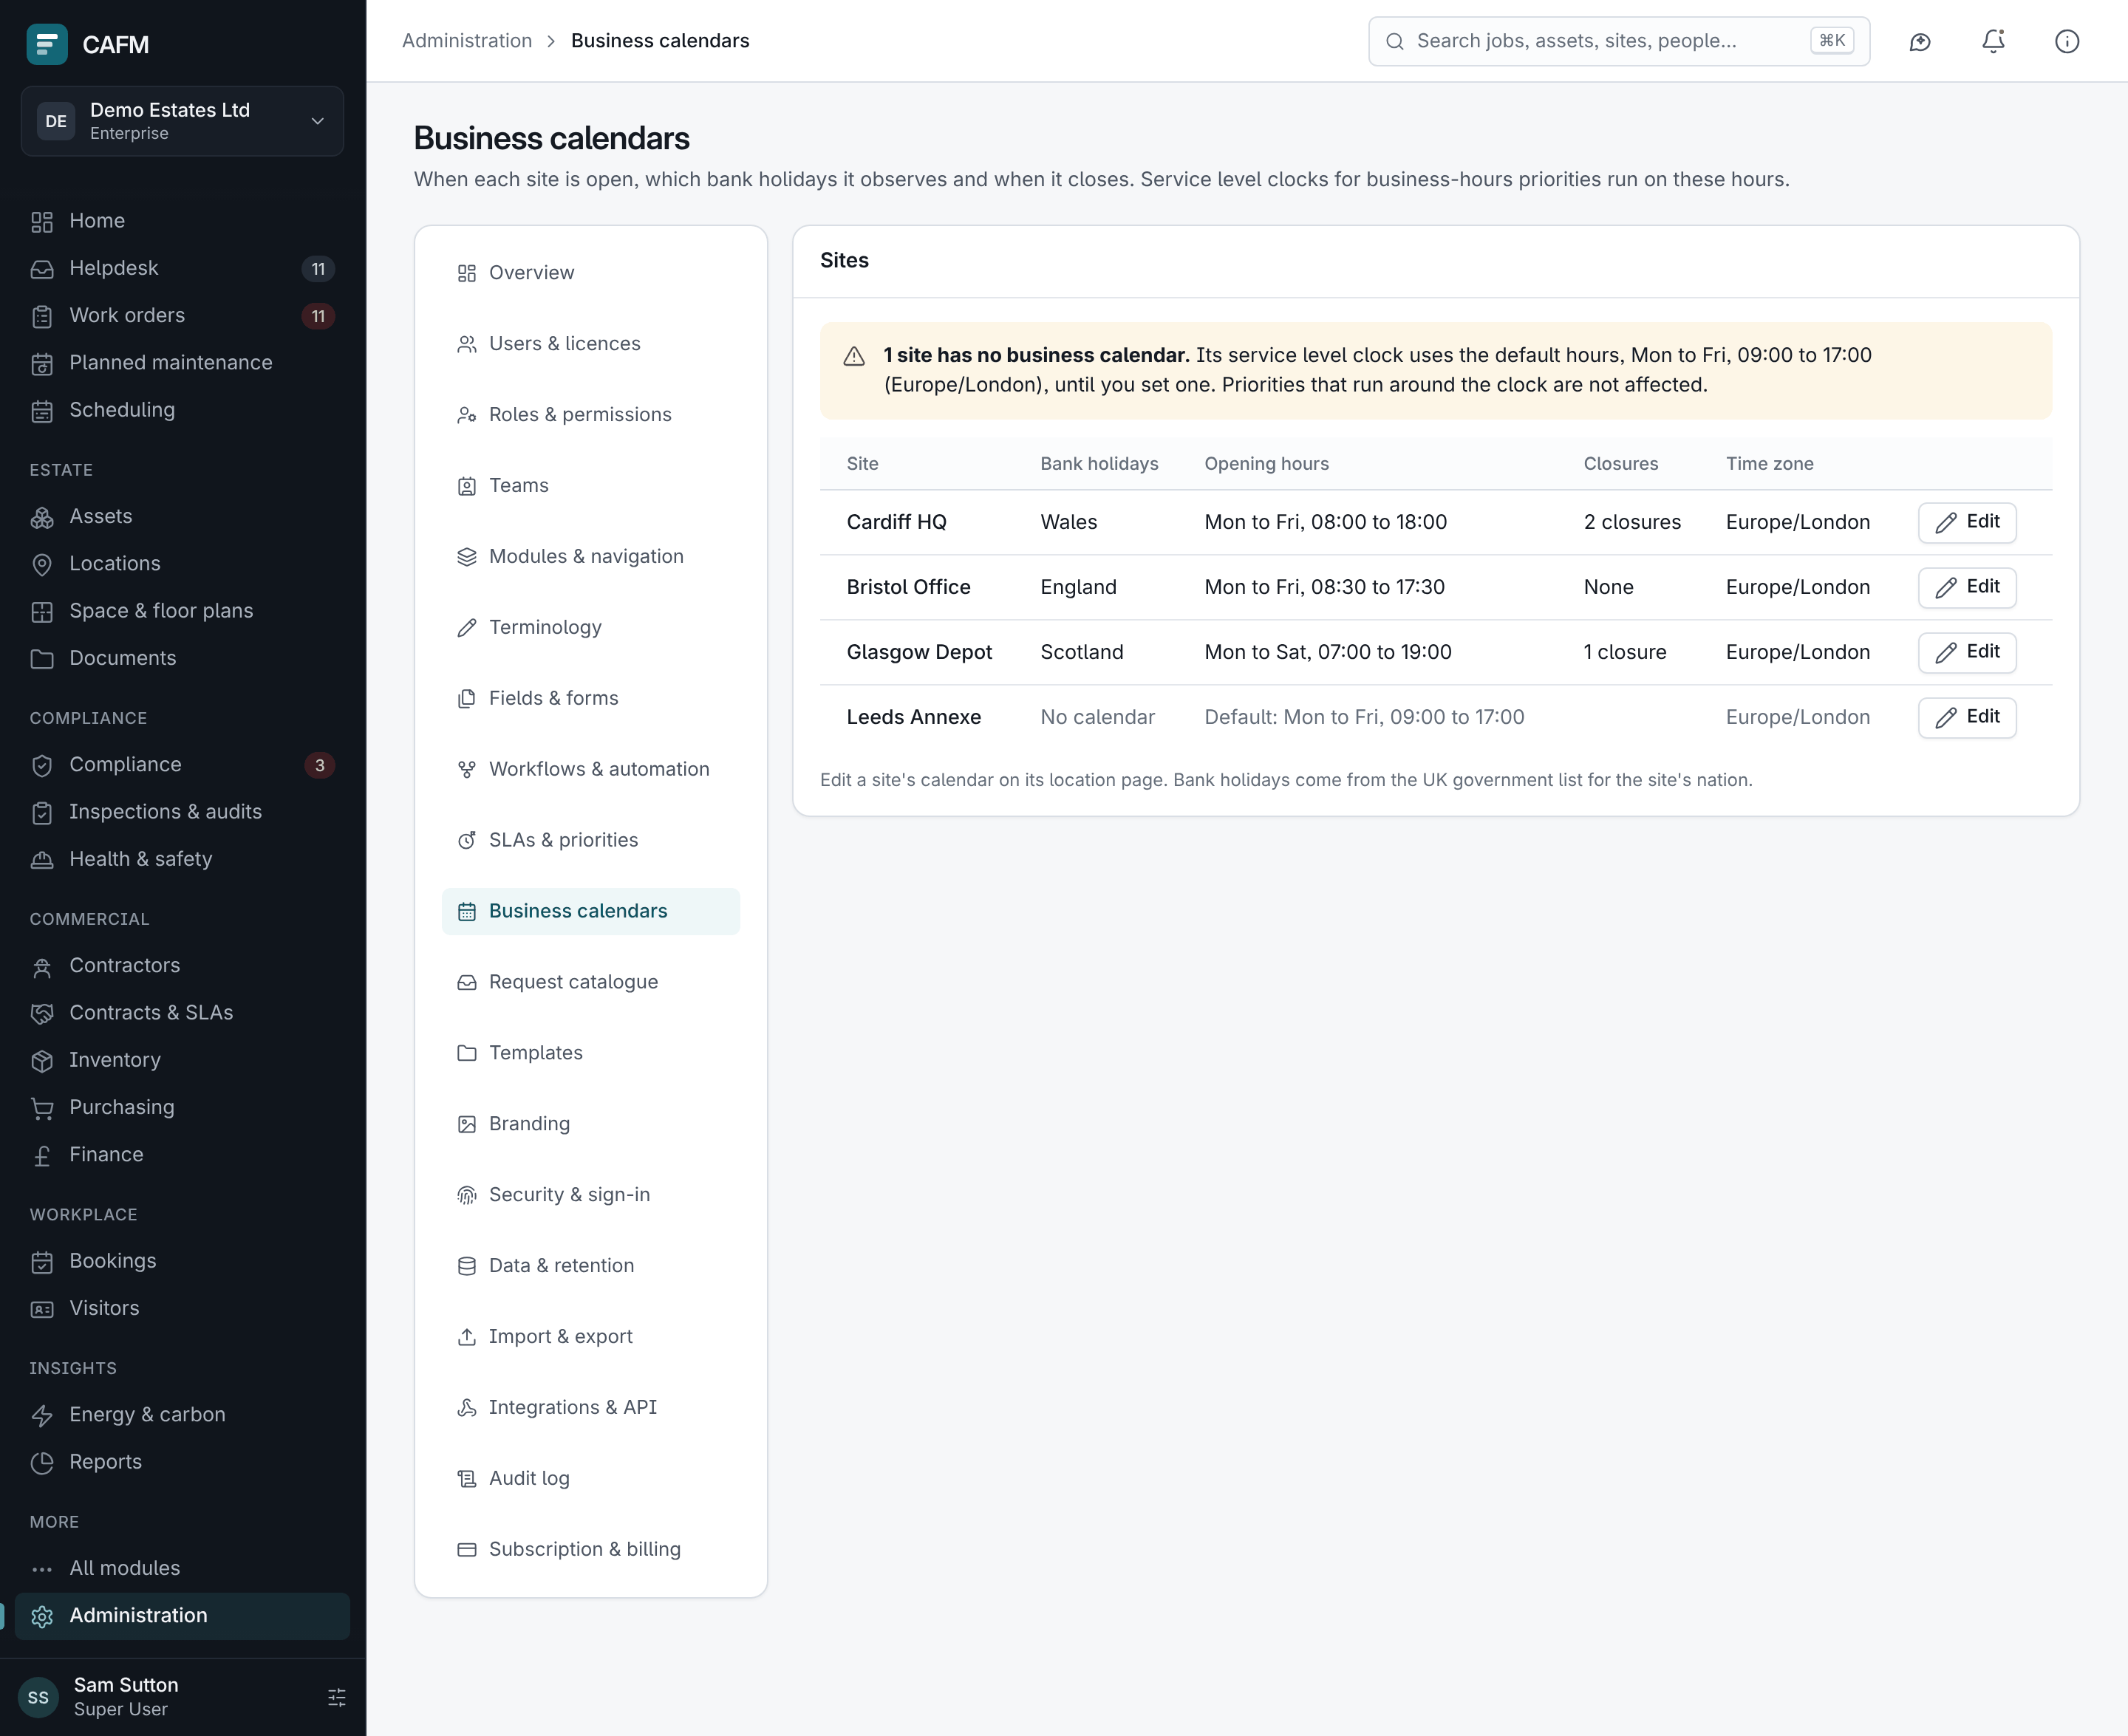 CAFM
DE
Demo Estates Ltd
Enterprise
Home
Helpdesk 11
Work orders 11
Planned maintenance
Scheduling
ESTATE
Assets
Locations
Space & floor plans
Documents
COMPLIANCE
Compliance 3
Inspections & audits
Health & safety
COMMERCIAL
Contractors
Contracts & SLAs
Inventory
Purchasing
Finance
WORKPLACE
Bookings
Visitors
INSIGHTS
Energy & carbon
Reports
MORE
All modules
Administration
SS
Sam Sutton
Super User
Administration > Business calendars
Search jobs, assets, sites, people... ⌘K
Business calendars
When each site is open, which bank holidays it observes and when it closes. Service level clocks for business-hours priorities run on these hours.
Overview
Users & licences
Roles & permissions
Teams
Modules & navigation
Terminology
Fields & forms
Workflows & automation
SLAs & priorities
Business calendars
Request catalogue
Templates
Branding
Security & sign-in
Data & retention
Import & export
Integrations & API
Audit log
Subscription & billing
Sites
1 site has no business calendar. Its service level clock uses the default hours, Mon to Fri, 09:00 to 17:00
(Europe/London), until you set one. Priorities that run around the clock are not affected.
Site Bank holidays Opening hours Closures Time zone
Cardiff HQ Wales Mon to Fri, 08:00 to 18:00 2 closures Europe/London Edit
Bristol Office England Mon to Fri, 08:30 to 17:30 None Europe/London Edit
Glasgow Depot Scotland Mon to Sat, 07:00 to 19:00 1 closure Europe/London Edit
Leeds Annexe No calendar Default: Mon to Fri, 09:00 to 17:00 Europe/London Edit
Edit a site's calendar on its location page. Bank holidays come from the UK government list for the site's nation.